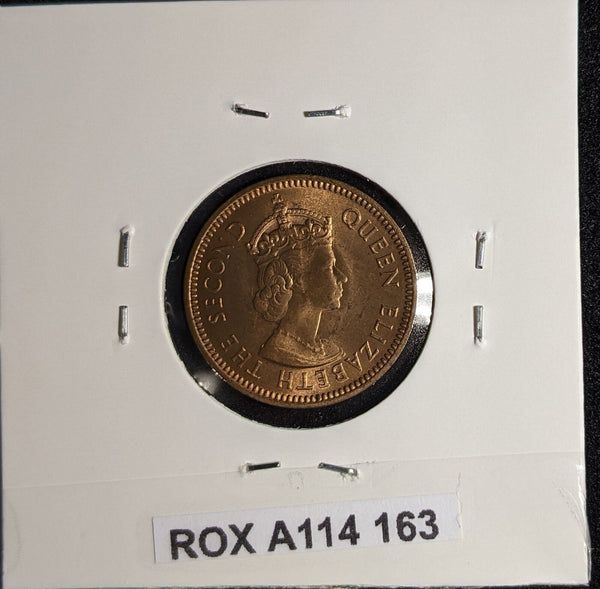 QUEEN ELIZABETH THE SECOND
ROX A114 163